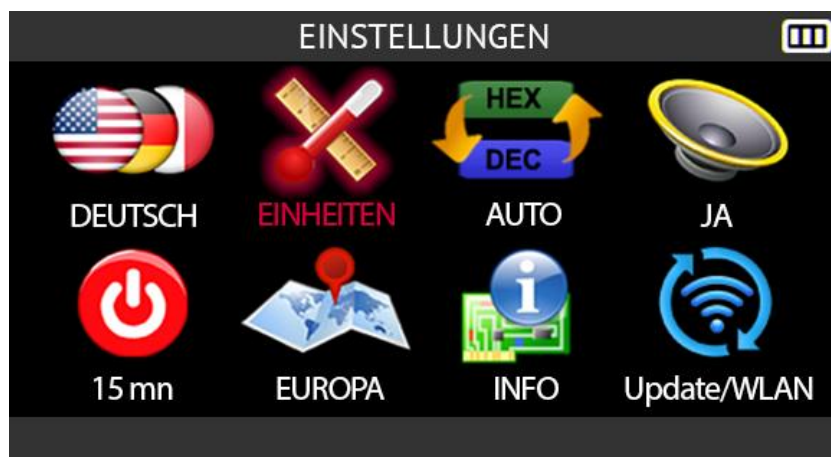 EINSTELLUNGEN
HEX
DEC
DEUTSCH EINHEITEN AUTO JA
i
15 mn EUROPA INFO Update/WLAN